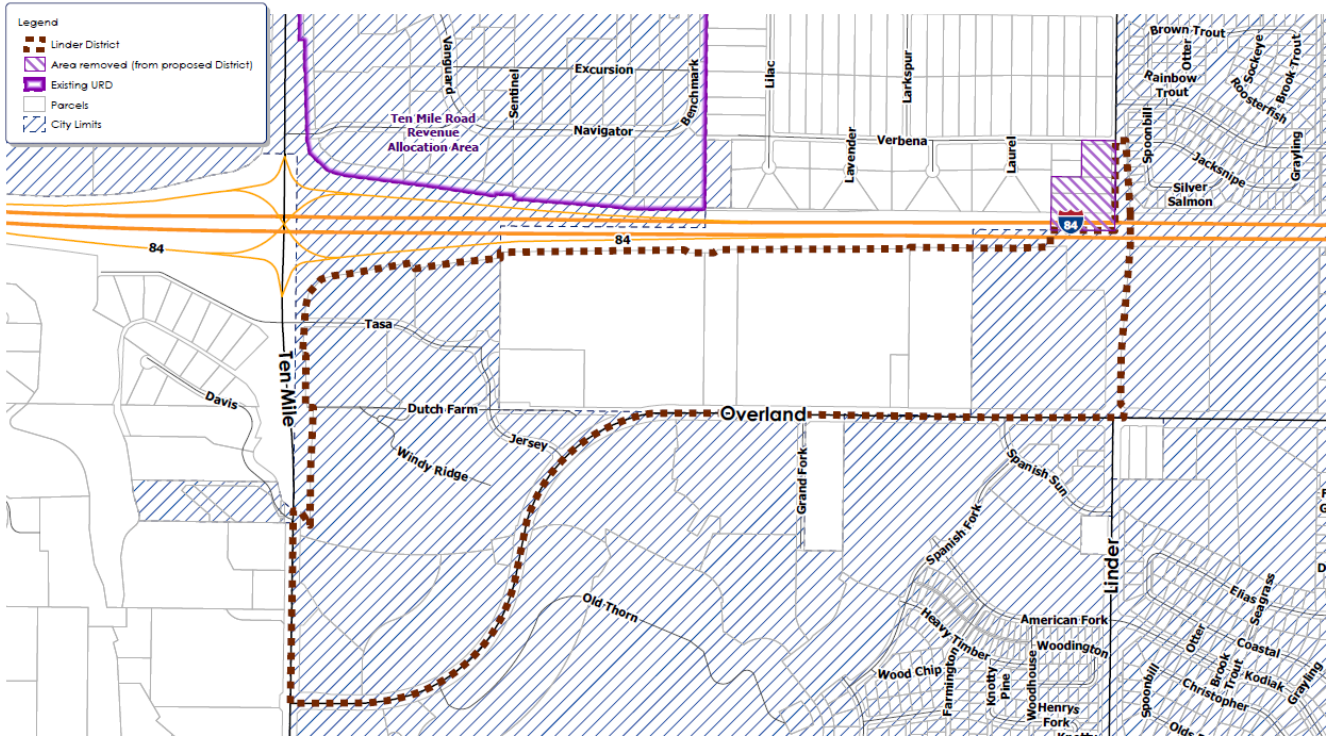 Legend
Linder District
Area removed (from proposed District)
Existing URD
Parcels
City Limits
Vanguard
Sentinel
Excursion
Benchmark
Navigator
Ten Mile Road
Revenue
Allocation Area
Lilac
Larkspur
Lavender
Verbena
Laurel
Brown Trout
Otter
Sockeye
Brook Trout
Rainbow
Trout
Roosterfish
Spoonbill
Jacksnipe
Grayling
Silver
Salmon
84
84
84
Tasa
Ten Mile
Davis
Dutch Farm
Jersey
Windy Ridge
Overland
Grand Fork
Spanish Sun
Spanish Fork
Linder
Old Thorn
Heavy Timber
American Fork
Woodington
Wood Chip
Farmington
Knotty
Pine
Woodhouse
Henrys
Fork
Elias
Seagrass
Otter
Coastal
Brook
Trout
Kodiak
Spoonbill
Christopher
Grayling